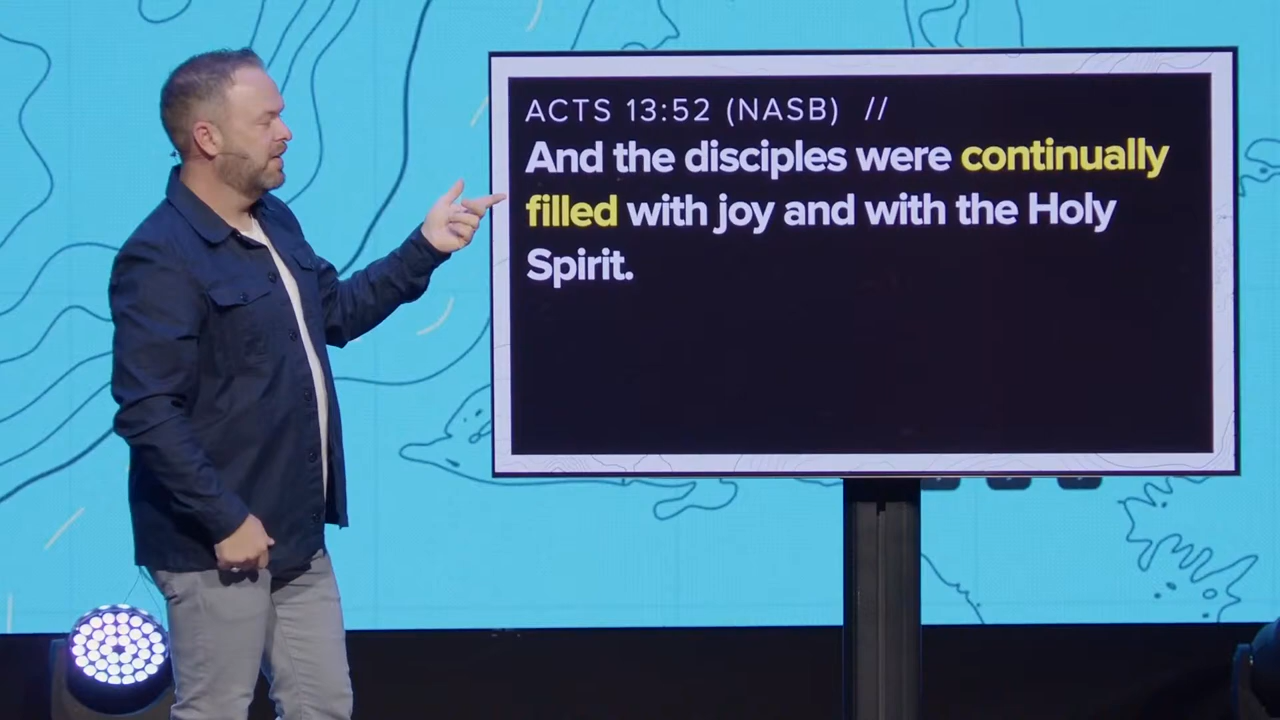 ACTS 13:52 (NASB) //
And the disciples were continually
filled with joy and with the Holy
Spirit.